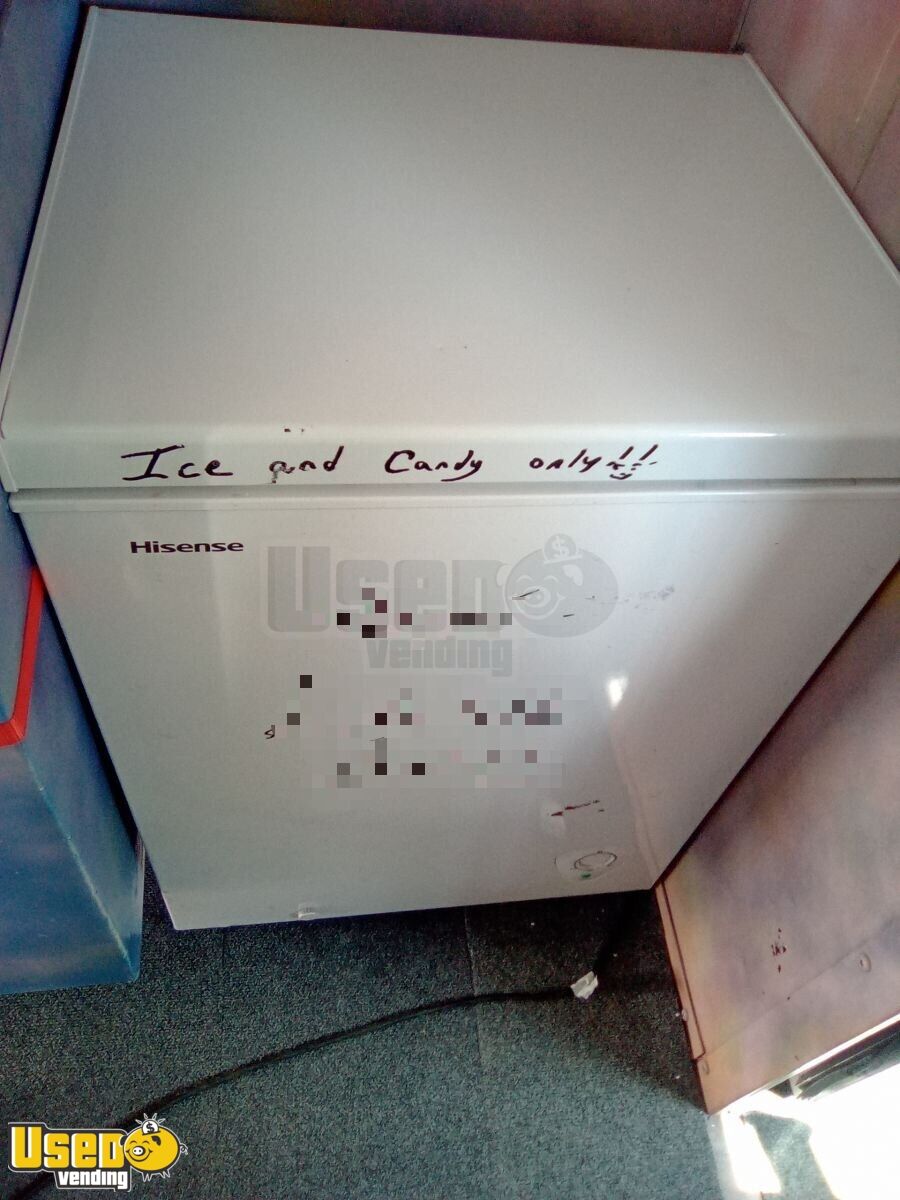 Ice and Candy only!!
Hisense
Used
Vending
Used
Vending